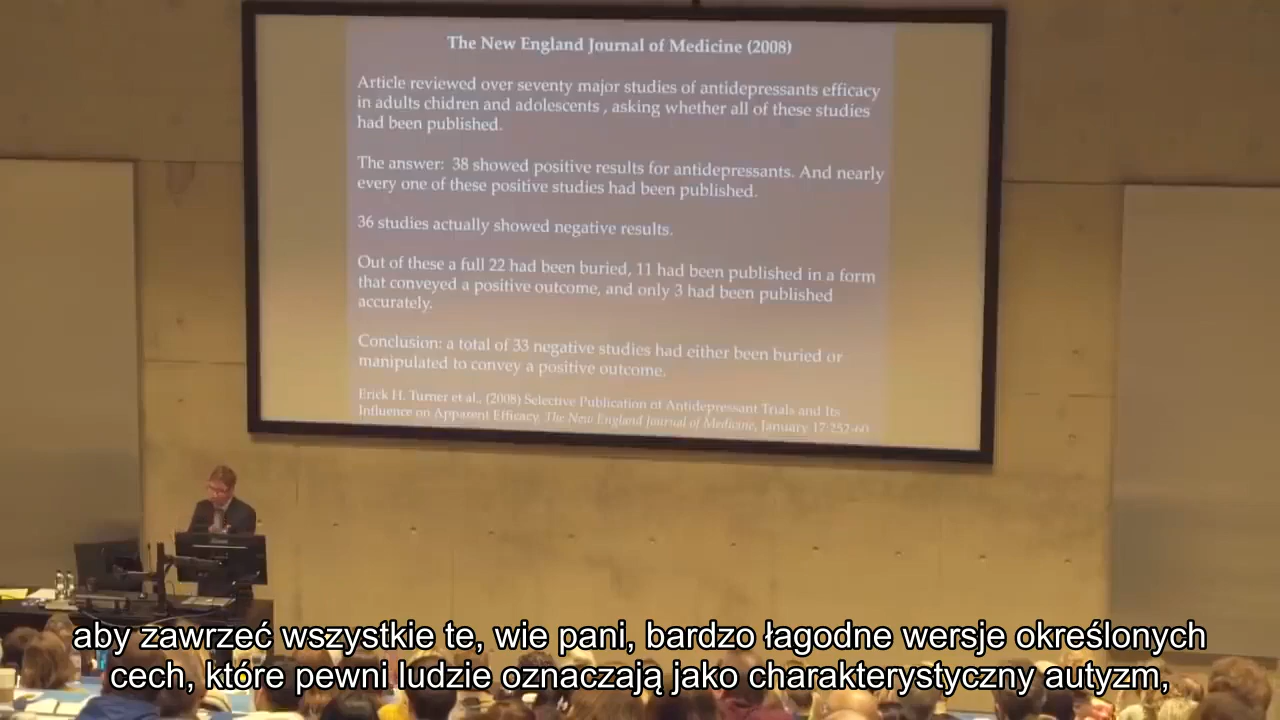 The New England Journal of Medicine (2008)
Article reviewed over seventy major studies of antidepressants efficacy
in adults chidren and adolescents , asking whether all of these studies
had been published.
The answer: 38 showed positive results for antidepressants. And nearly
every one of these positive studies had been published.
36 studies actually showed negative results.
Out of these a full 22 had been buried, 11 had been published in a form
that conveyed a positive outcome, and only 3 had been published
accurately.
Conclusion: a total of 33 negative studies had either been buried or
manipulated to convey a positive outcome.
Erick H. Turner et al., (2008) Selective Publication of Antidepressant Trials and Its
Influence on Apparent Efficacy. The New England Journal of Medicine, January 17:252-60
aby zawrzeć wszystkie te, wie pani, bardzo łagodne wersje określonych
cech, które pewni ludzie oznaczają jako charakterystyczny autyzm,